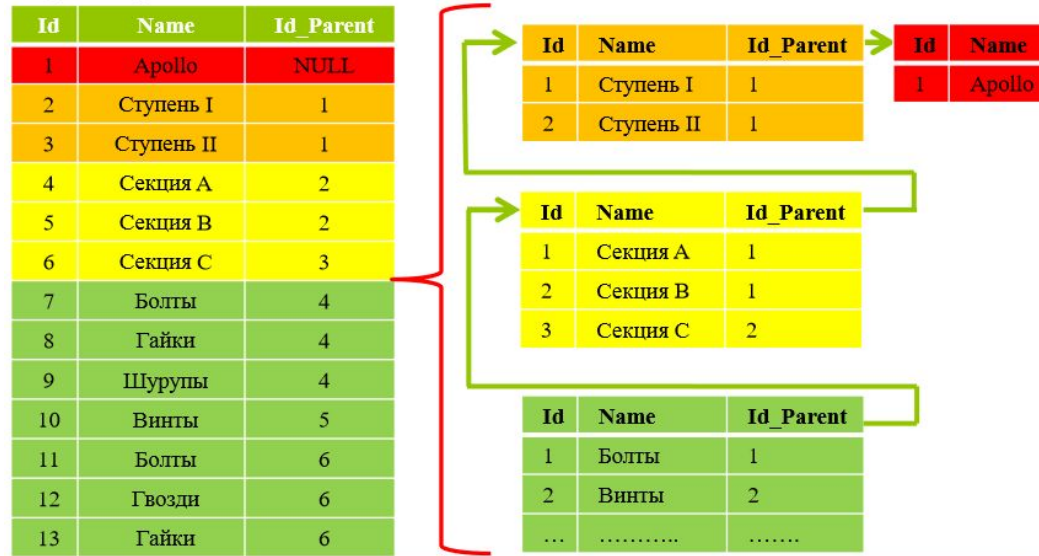 Id Name Id_Parent
1 Apollo NULL
2 Ступень I 1
3 Ступень II 1
4 Секция A 2
5 Секция B 2
6 Секция C 3
7 Болты 4
8 Гайки 4
9 Шурупы 4
10 Винты 5
11 Болты 6
12 Гвозди 6
13 Гайки 6
Id Name Id_Parent
1 Ступень I 1
2 Ступень II 1
Id Name
1 Apollo
Id Name Id_Parent
1 Секция A 1
2 Секция B 1
3 Секция C 2
Id Name Id_Parent
1 Болты 1
2 Винты 2
… ……….. …….